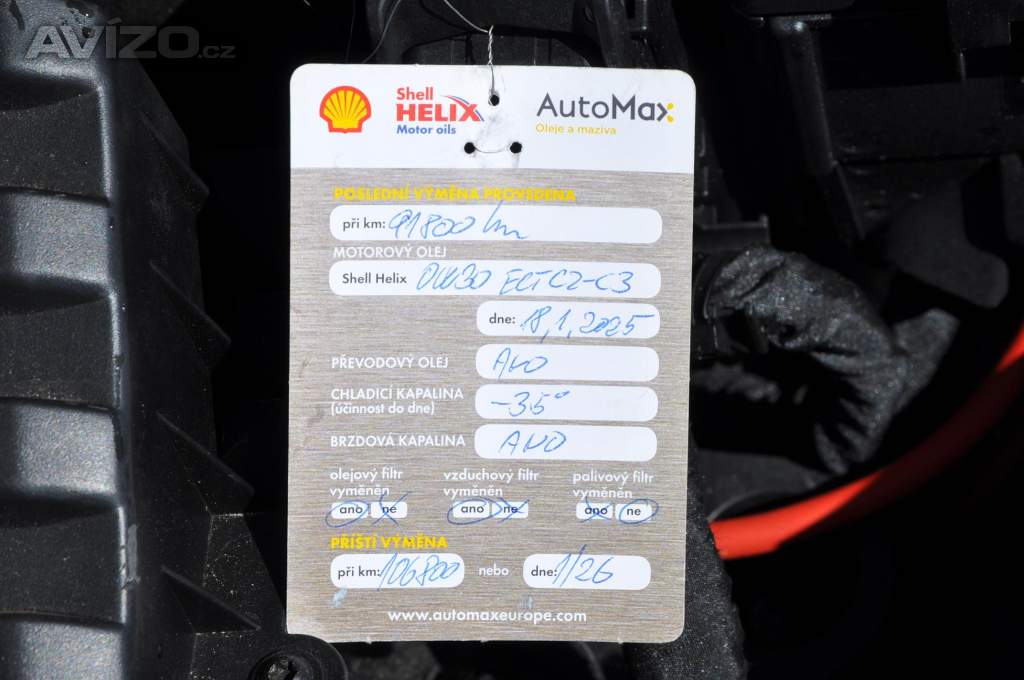 AVÍZO.cz
Shell
HELIX
Motor oils
AutoMax
Oleje a maziva
POSLEDNÍ VÝMĚNA PROVEDENA
při km: 91800 km
MOTOROVÝ OLEJ
Shell Helix 0W30 ECT C2-C3
dne: 18,1,2025
PŘEVODOVÝ OLEJ ANO
CHLADICÍ KAPALINA
(účinnost do dne) -35°
BRZDOVÁ KAPALINA ANO
olejový filtr vzduchový filtr palivový filtr
vyměněn vyměněn vyměněn
ano ne ano ne ano ne
PŘÍŠTÍ VÝMĚNA
při km: 106800 nebo dne: 1/26
www.automaxeurope.com